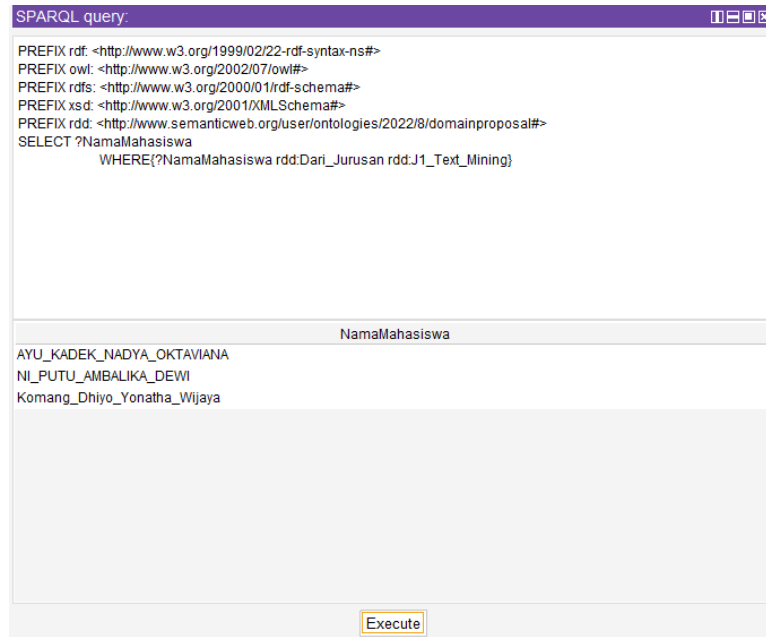 SPARQL query:
PREFIX rdf: <http://www.w3.org/1999/02/22-rdf-syntax-ns#>
PREFIX owl: <http://www.w3.org/2002/07/owl#>
PREFIX rdfs: <http://www.w3.org/2000/01/rdf-schema#>
PREFIX xsd: <http://www.w3.org/2001/XMLSchema#>
PREFIX rdd: <http://www.semanticweb.org/user/ontologies/2022/8/domainproposal#>
SELECT ?NamaMahasiswa
WHERE{?NamaMahasiswa rdd:Dari_Jurusan rdd:J1_Text_Mining}
NamaMahasiswa
AYU_KADEK_NADYA_OKTAVIANA
NI_PUTU_AMBALIKA_DEWI
Komang_Dhiyo_Yonatha_Wijaya
Execute